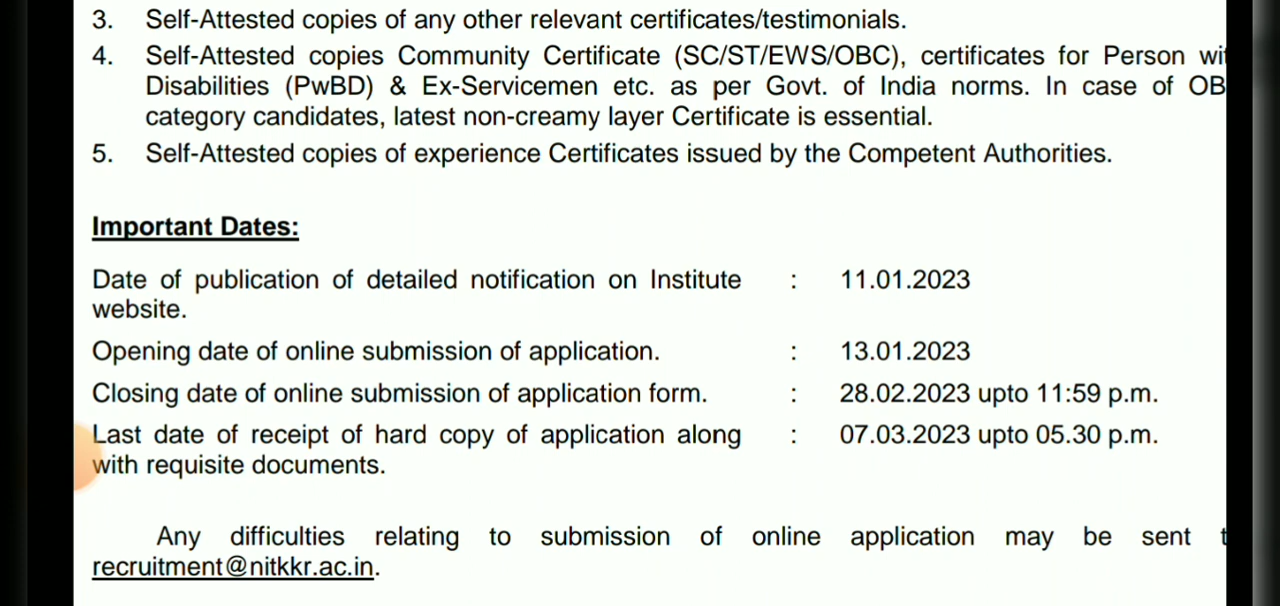 3. Self-Attested copies of any other relevant certificates/testimonials.
4. Self-Attested copies Community Certificate (SC/ST/EWS/OBC), certificates for Person
Disabilities (PwBD) & Ex-Servicemen etc. as per Govt. of India norms. In case of
category candidates, latest non-creamy layer Certificate is essential.
5. Self-Attested copies of experience Certificates issued by the Competent Authorities.
Important Dates:
Date of publication of detailed notification on Institute : 11.01.2023
website.
Opening date of online submission of application. : 13.01.2023
Closing date of online submission of application form. : 28.02.2023 upto 11:59 p.m.
Last date of receipt of hard copy of application along : 07.03.2023 upto 05.30 p.m.
with requisite documents.
Any difficulties relating to submission of online application may be sent
recruitment@nitkkr.ac.in.